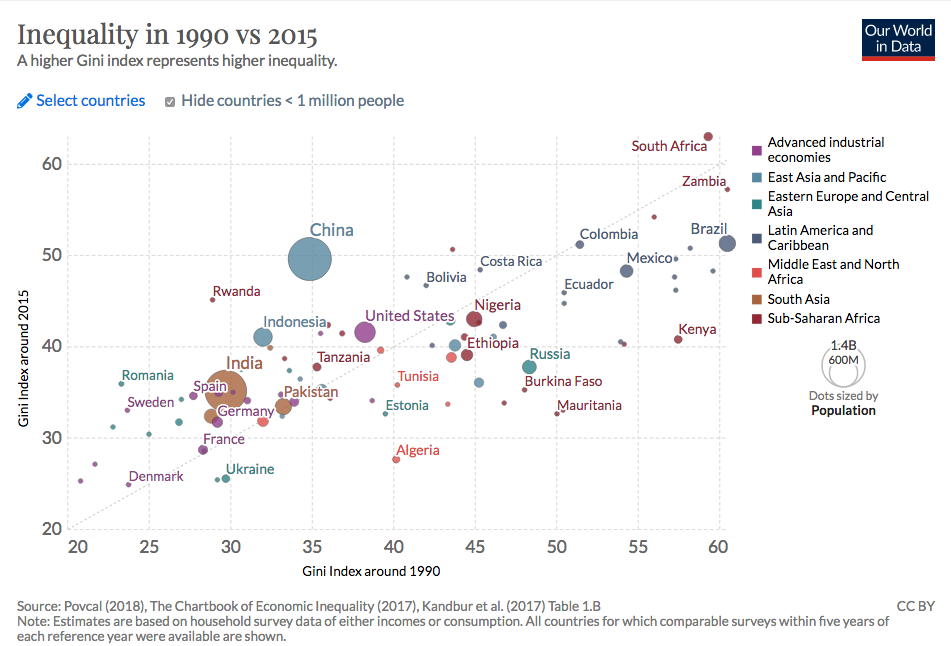 Inequality in 1990 vs 2015
Our World
in Data
A higher Gini index represents higher inequality.
Select countries
Hide countries < 1 million people
South Africa
Zambia
Brazil
Colombia
China
Mexico
Costa Rica
Bolivia
Ecuador
Rwanda
Nigeria
United States
Indonesia
Kenya
Ethiopia
Tanzania
Russia
India
Romania
Tunisia
Burkina Faso
Spain
Pakistan
Sweden
Germany
Estonia
Mauritania
France
Algeria
Ukraine
Denmark
Gini Index around 2015
60
50
40
30
20
20
25
30
35
40
45
50
55
60
Gini Index around 1990
Advanced industrial
economies
East Asia and Pacific
Eastern Europe and Central
Asia
Latin America and
Caribbean
Middle East and North
Africa
South Asia
Sub-Saharan Africa
1:4B
600M
Dots sized by
Population
Source: Povcal (2018), The Chartbook of Economic Inequality (2017), Kandbur et al. (2017) Table 1.B
CC BY
Note: Estimates are based on household survey data of either incomes or consumption. All countries for which comparable surveys within five years of
each reference year were available are shown.